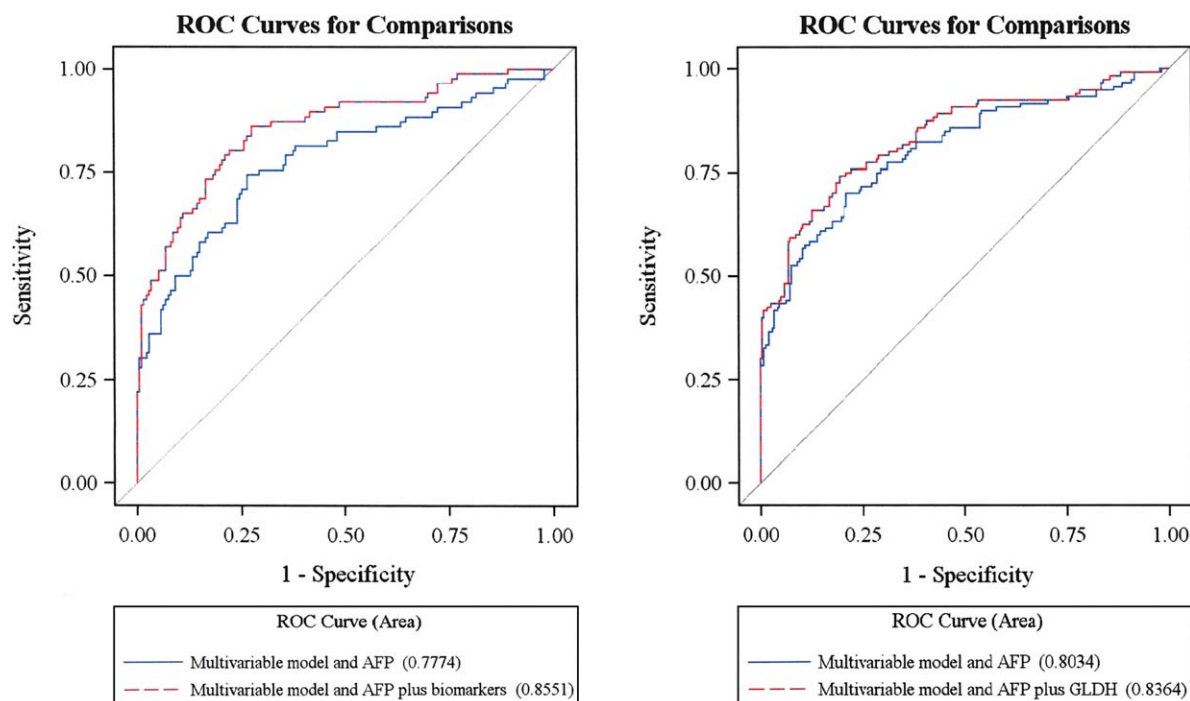 ROC Curves for Comparisons
1.00
0.75
0.50
0.25
0.00
Sensitivity
0.00 0.25 0.50 0.75 1.00
1 - Specificity
ROC Curve (Area)
Multivariable model and AFP (0.7774)
Multivariable model and AFP plus biomarkers (0.8551)
ROC Curves for Comparisons
1.00
0.75
0.50
0.25
0.00
Sensitivity
0.00 0.25 0.50 0.75 1.00
1 - Specificity
ROC Curve (Area)
Multivariable model and AFP (0.8034)
Multivariable model and AFP plus GLDH (0.8364)